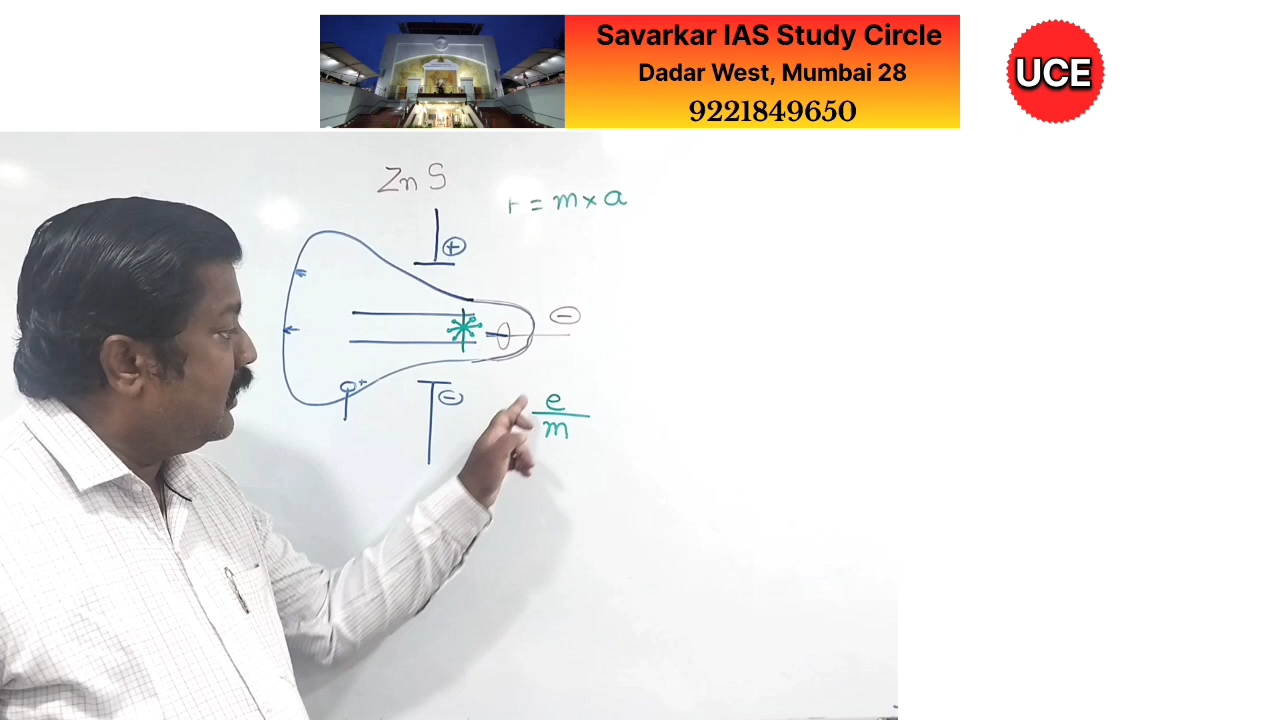 Savarkar IAS Study Circle
Dadar West, Mumbai 28
9221849650
UCE
Zn S
= m × a
+
−
−
+
e
m